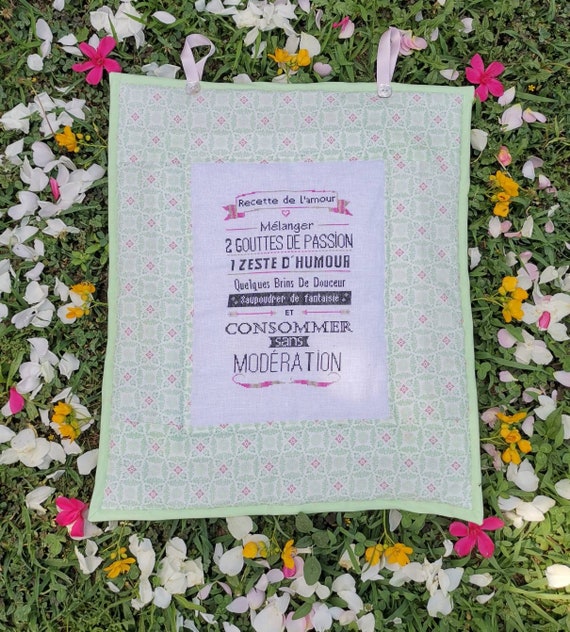 Recette de l'amour
Mélanger
2 GOUTTES DE PASSION
1 ZESTE D'HUMOUR
Quelques Brins De Douceur
Saupoudrer de fantaisie
ET
CONSOMMER
sans
MODÉRATION